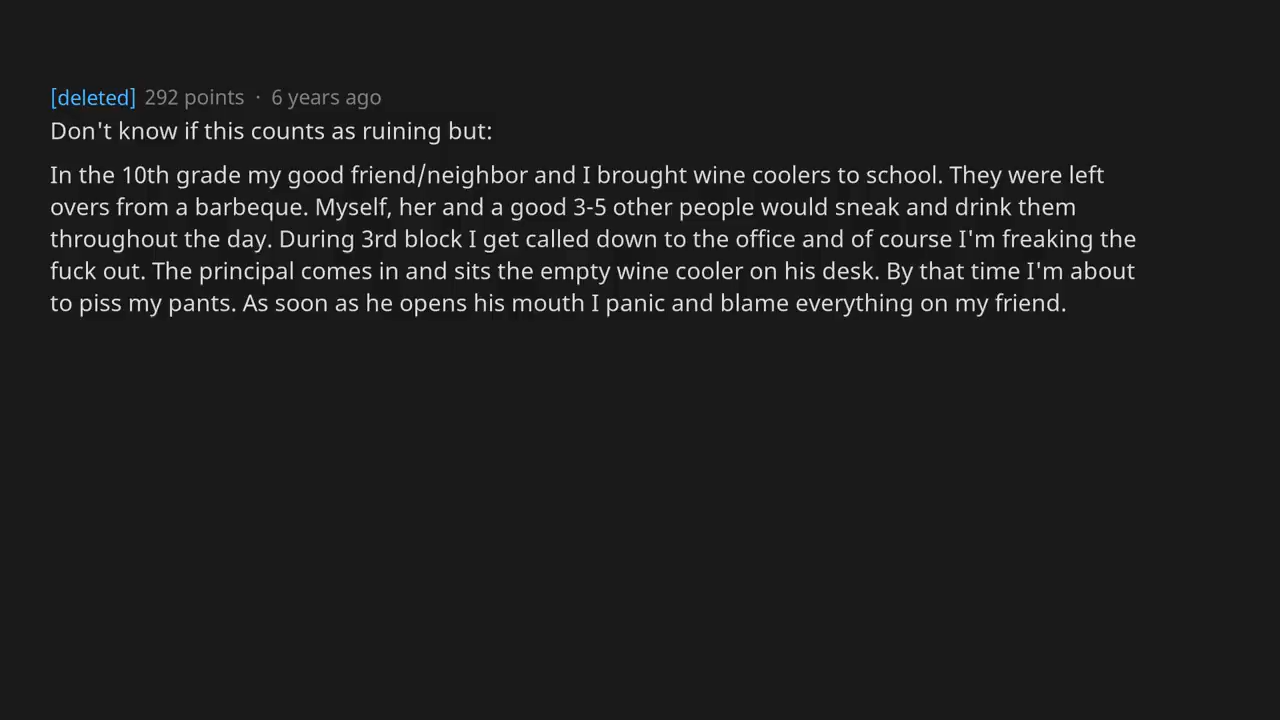 [deleted] 292 points · 6 years ago
Don't know if this counts as ruining but:
In the 10th grade my good friend/neighbor and I brought wine coolers to school. They were left
overs from a barbeque. Myself, her and a good 3-5 other people would sneak and drink them
throughout the day. During 3rd block I get called down to the office and of course I'm freaking the
fuck out. The principal comes in and sits the empty wine cooler on his desk. By that time I'm about
to piss my pants. As soon as he opens his mouth I panic and blame everything on my friend.